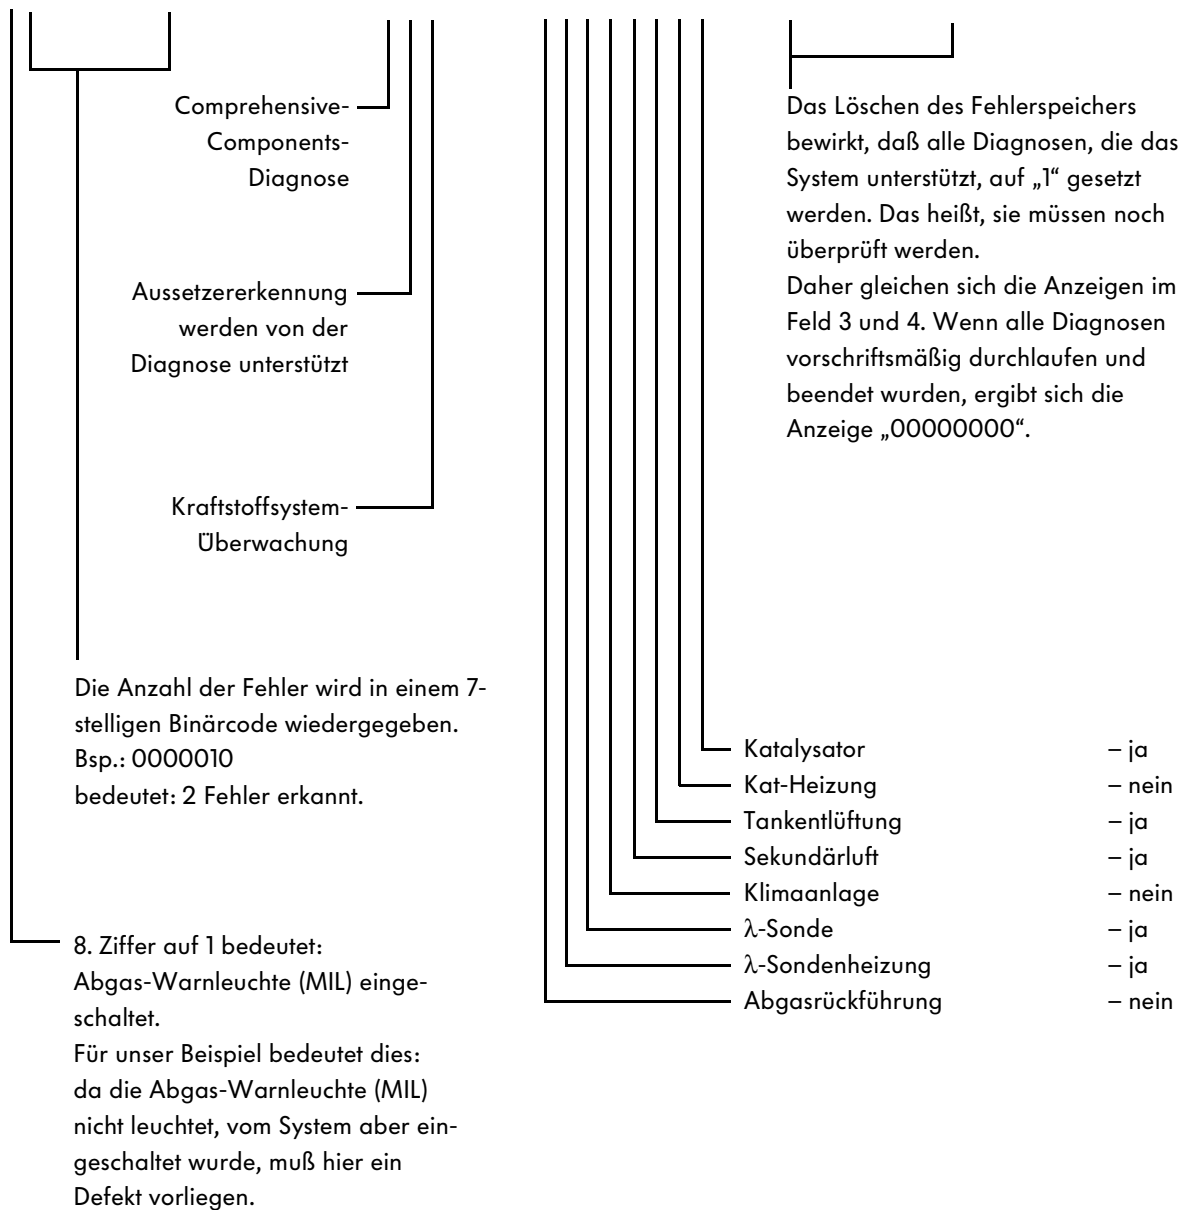 Comprehensive-
Components-
Diagnose
Aussetzererkennung
werden von der
Diagnose unterstützt
Kraftstoffsystem-
Überwachung
Die Anzahl der Fehler wird in einem 7-
stelligen Binärcode wiedergegeben.
Bsp.: 0000010
bedeutet: 2 Fehler erkannt.
8. Ziffer auf 1 bedeutet:
Abgas-Warnleuchte (MIL) einge-
schaltet.
Für unser Beispiel bedeutet dies:
da die Abgas-Warnleuchte (MIL)
nicht leuchtet, vom System aber ein-
geschaltet wurde, muß hier ein
Defekt vorliegen.
Das Löschen des Fehlerspeichers
bewirkt, daß alle Diagnosen, die das
System unterstützt, auf „1“ gesetzt
werden. Das heißt, sie müssen noch
überprüft werden.
Daher gleichen sich die Anzeigen im
Feld 3 und 4. Wenn alle Diagnosen
vorschriftsmäßig durchlaufen und
beendet wurden, ergibt sich die
Anzeige „00000000“.
Katalysator – ja
Kat-Heizung – nein
Tankentlüftung – ja
Sekundärluft – ja
Klimaanlage – nein
λ-Sonde – ja
λ-Sondenheizung – ja
Abgasrückführung – nein